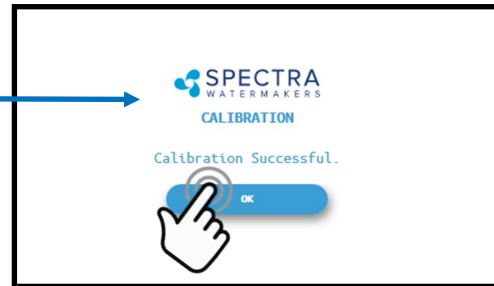 SPECTRA
WATERMAKERS
CALIBRATION
Calibration Successful.
OK